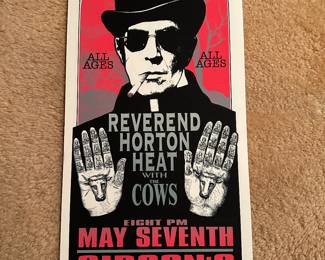 ALL AGES
ALL AGES
REVEREND
HORTON
HEAT
WITH
THE COWS
EIGHT PM
MAY SEVENTH